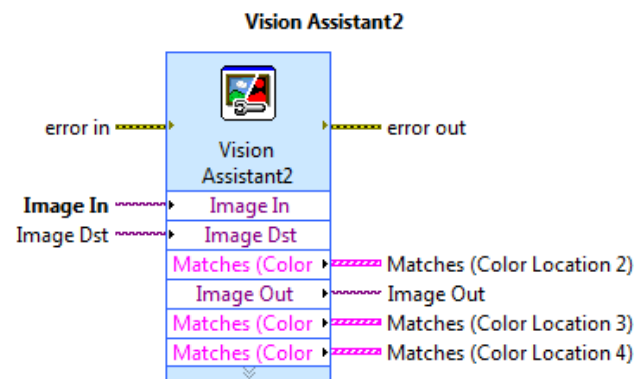 Vision Assistant2
error in
error out
Vision
Assistant2
Image In
Image In
Image Dst
Image Dst
Matches (Color
Matches (Color Location 2)
Image Out
Image Out
Matches (Color
Matches (Color Location 3)
Matches (Color
Matches (Color Location 4)